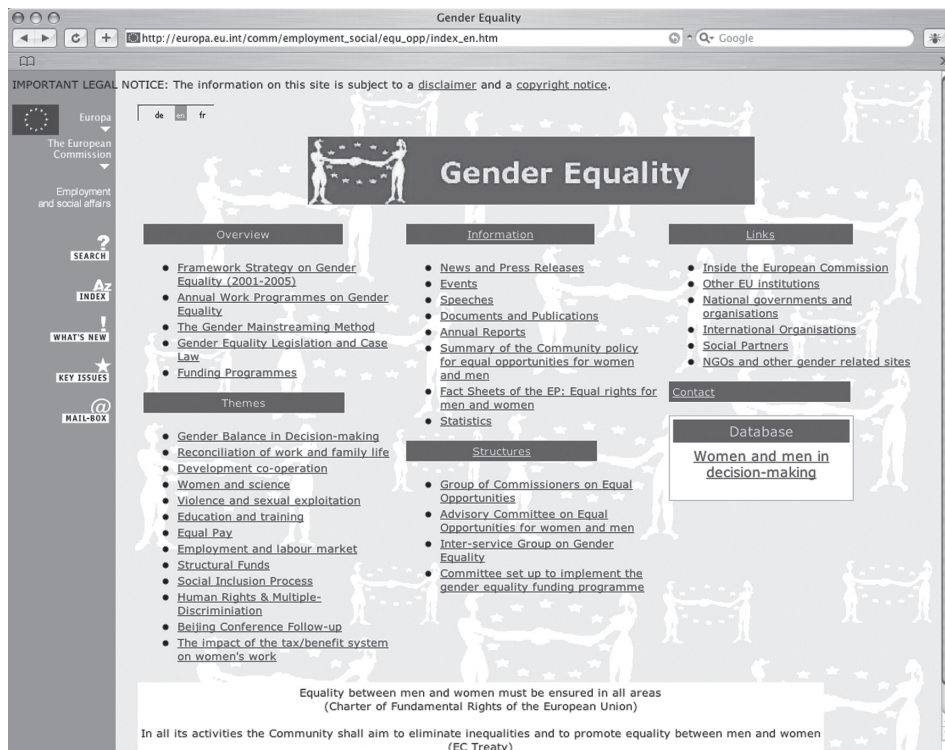 Gender Equality
http://europa.eu.int/comm/employment_social/equ_opp/index_en.htm
Google
IMPORTANT LEGAL NOTICE: The information on this site is subject to a disclaimer and a copyright notice.
Europa
The European
Commission
Employment
and social affairs
?
SEARCH
Az
INDEX
!
WHAT'S NEW
KEY ISSUES
@
MAIL-BOX
de en fr
Gender Equality
Overview
Framework Strategy on Gender
Equality (2001-2005)
Annual Work Programmes on Gender
Equality
The Gender Mainstreaming Method
Gender Equality Legislation and Case
Law
Funding Programmes
Themes
Gender Balance in Decision-making
Reconciliation of work and family life
Development co-operation
Women and science
Violence and sexual exploitation
Education and training
Equal Pay
Employment and labour market
Structural Funds
Social Inclusion Process
Human Rights & Multiple-
Discriminiation
Beijing Conference Follow-up
The impact of the tax/benefit system
on women's work
Information
News and Press Releases
Events
Speeches
Documents and Publications
Annual Reports
Summary of the Community policy
for equal opportunities for women
and men
Fact Sheets of the EP: Equal rights for
men and women
Statistics
Structures
Group of Commissioners on Equal
Opportunities
Advisory Committee on Equal
Opportunities for women and men
Inter-service Group on Gender
Equality
Committee set up to implement the
gender equality funding programme
Links
Inside the European Commission
Other EU institutions
National governments and
organisations
International Organisations
Social Partners
NGOs and other gender related sites
Contact
Database
Women and men in
decision-making
Equality between men and women must be ensured in all areas
(Charter of Fundamental Rights of the European Union)
In all its activities the Community shall aim to eliminate inequalities and to promote equality between men and women
(EC Treaty)